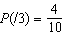 P(/3) = 4/10